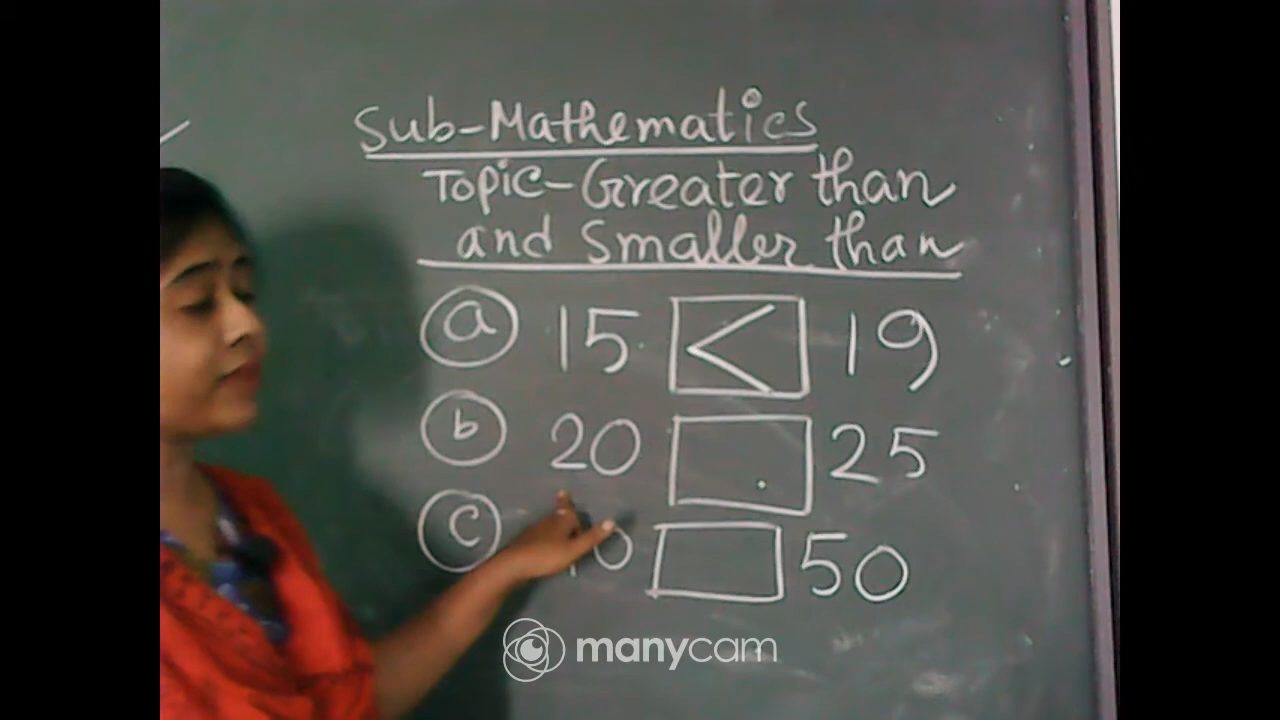 Sub-Mathematics
Topic-Greater than
and Smaller than
a 15 < 19
b 20 25
c 50
manycam